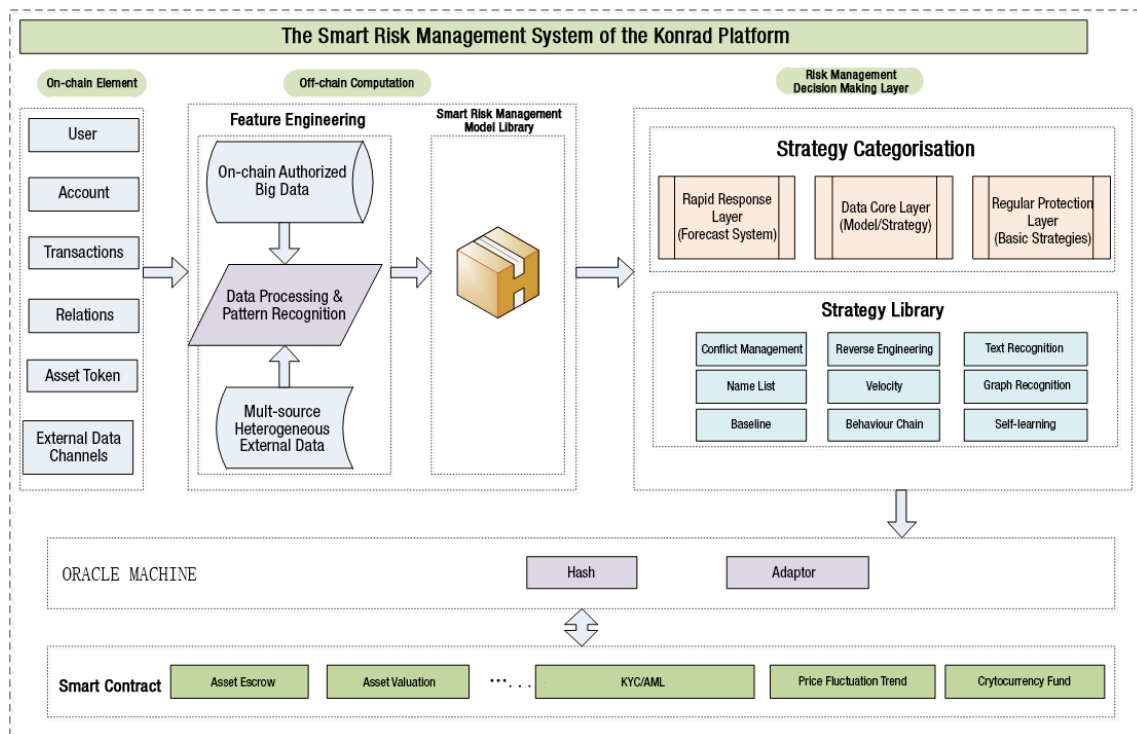 The Smart Risk Management System of the Konrad Platform
On-chain Element
Off-chain Computation
Risk Management
Decision Making Layer
User
Account
Transactions
Relations
Asset Token
External Data
Channels
Feature Engineering
On-chain Authorized
Big Data
Data Processing &
Pattern Recognition
Mult-source
Heterogeneous
External Data
Smart Risk Management
Model Library
Strategy Categorisation
Rapid Response
Layer
(Forecast System)
Data Core Layer
(Model/Strategy)
Regular Protection
Layer
(Basic Strategies)
Strategy Library
Conflict Management
Reverse Engineering
Text Recognition
Name List
Velocity
Graph Recognition
Baseline
Behaviour Chain
Self-learning
ORACLE MACHINE
Hash
Adaptor
Smart Contract
Asset Escrow
Asset Valuation
...
...
KYC/AML
Price Fluctuation Trend
Crytocurrency Fund